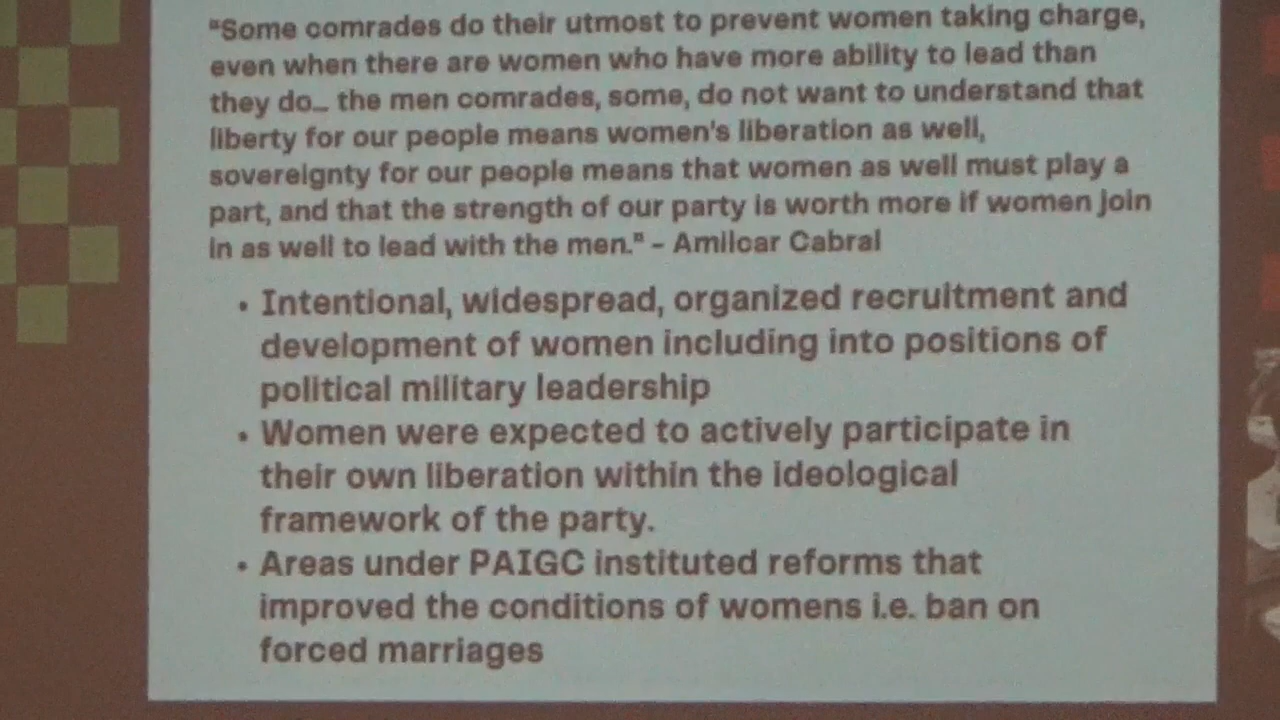 "Some comrades do their utmost to prevent women taking charge,
even when there are women who have more ability to lead than
they do... the men comrades, some, do not want to understand that
liberty for our people means women's liberation as well,
sovereignty for our people means that women as well must play a
part, and that the strength of our party is worth more if women join
in as well to lead with the men." - Amilcar Cabral
• Intentional, widespread, organized recruitment and
development of women including into positions of
political military leadership
• Women were expected to actively participate in
their own liberation within the ideological
framework of the party.
• Areas under PAIGC instituted reforms that
improved the conditions of womens i.e. ban on
forced marriages